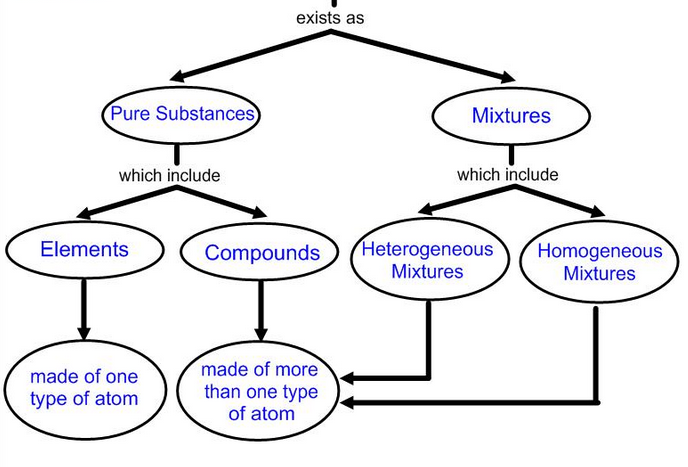 exists as
Pure Substances
Mixtures
which include
which include
Elements
Compounds
Heterogeneous
Mixtures
Homogeneous
Mixtures
made of one
type of atom
made of more
than one type
of atom